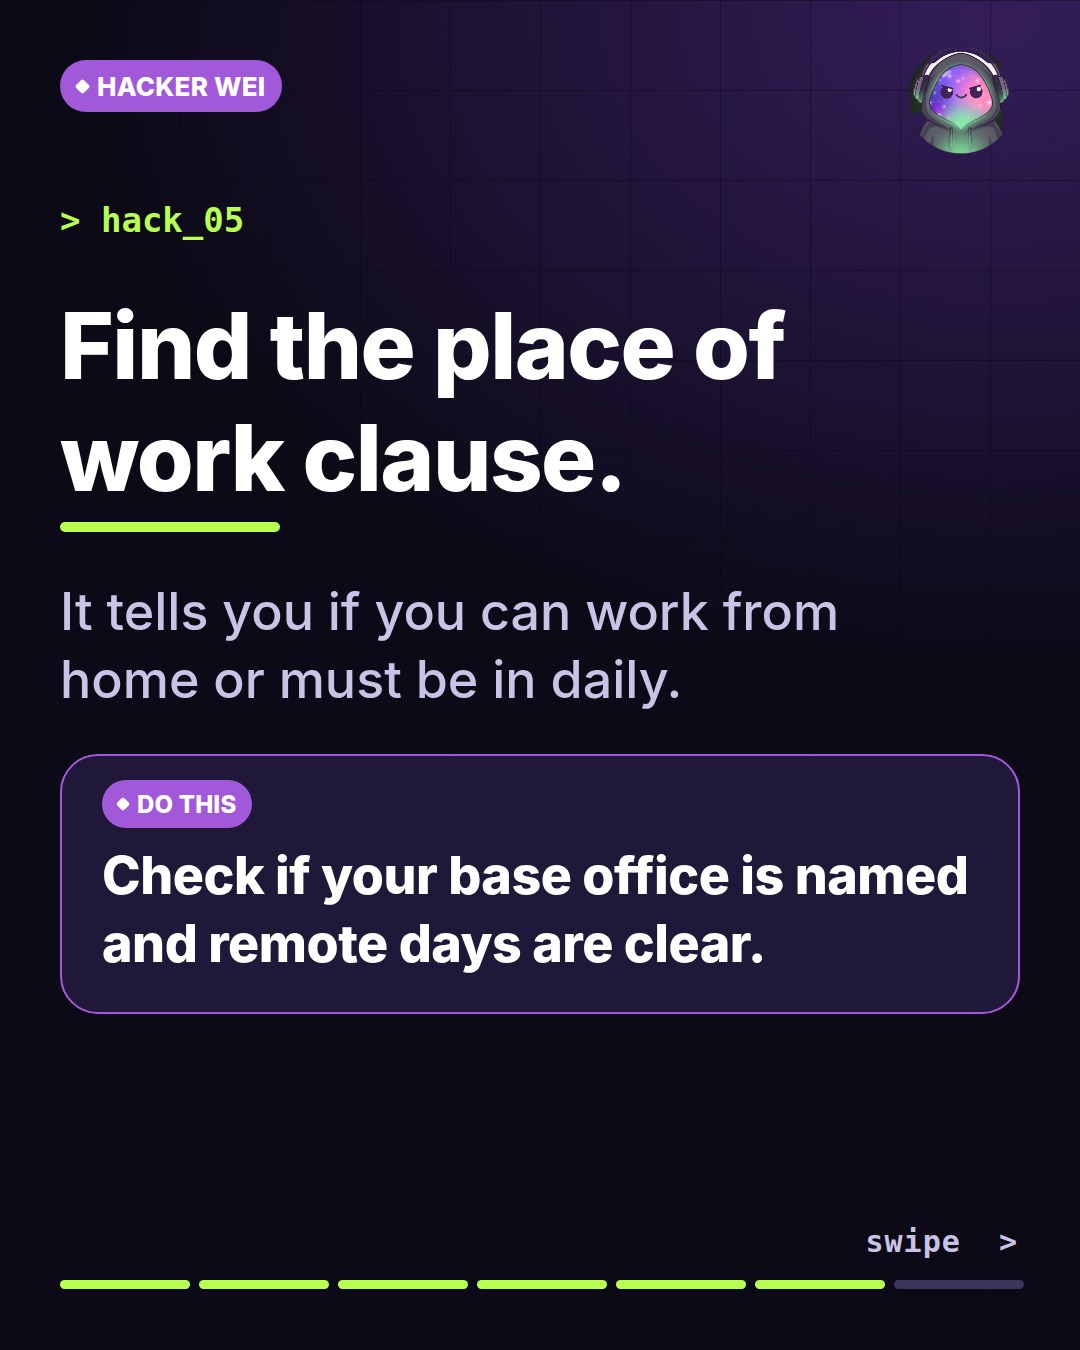 HACKER WEI
> hack_05
Find the place of
work clause.
It tells you if you can work from
home or must be in daily.
DO THIS
Check if your base office is named
and remote days are clear.
swipe >